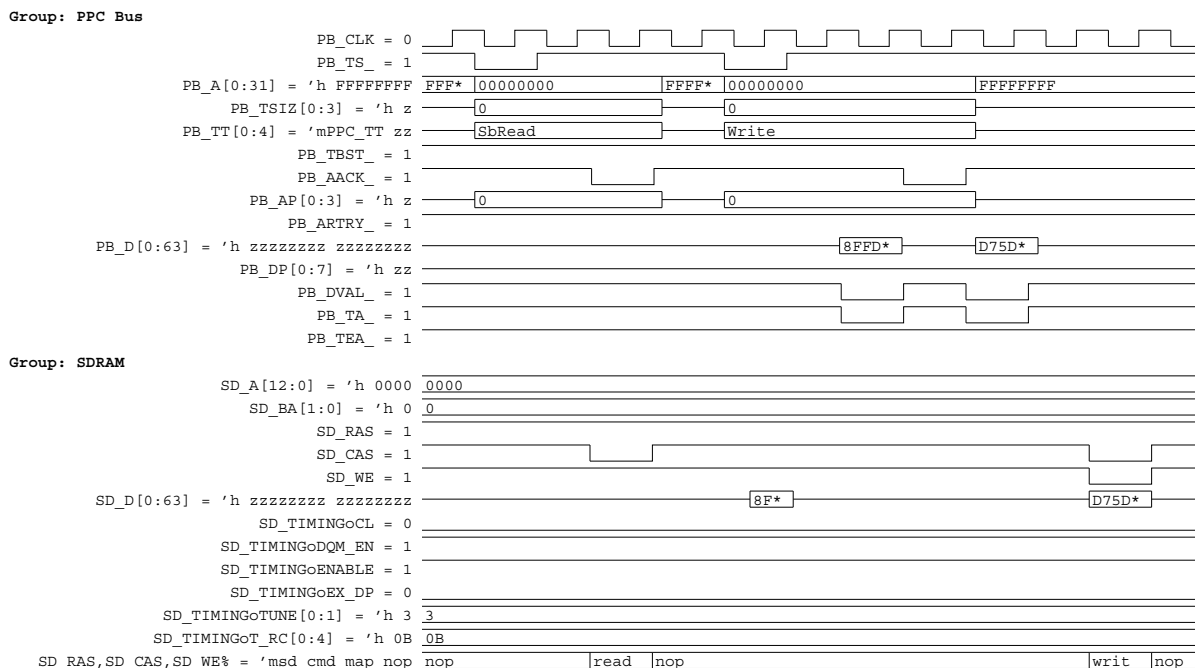 Group: PPC Bus
PB_CLK = 0
PB_TS_ = 1
PB_A[0:31] = 'h FFFFFFFF FFF* 00000000 FFFF* 00000000 FFFFFFFF
PB_TSIZ[0:3] = 'h z 0 0
PB_TT[0:4] = 'mPPC_TT zz SbRead Write
PB_TBST_ = 1
PB_AACK_ = 1
PB_AP[0:3] = 'h z 0 0
PB_ARTRY_ = 1
PB_D[0:63] = 'h zzzzzzzz zzzzzzzz 8FFD* D75D*
PB_DP[0:7] = 'h zz
PB_DVAL_ = 1
PB_TA_ = 1
PB_TEA_ = 1
Group: SDRAM
SD_A[12:0] = 'h 0000 0000
SD_BA[1:0] = 'h 0 0
SD_RAS = 1
SD_CAS = 1
SD_WE = 1
SD_D[0:63] = 'h zzzzzzzz zzzzzzzz 8F* D75D*
SD_TIMINGoCL = 0
SD_TIMINGoDQM_EN = 1
SD_TIMINGoENABLE = 1
SD_TIMINGoEX_DP = 0
SD_TIMINGoTUNE[0:1] = 'h 3 3
SD_TIMINGoT_RC[0:4] = 'h 0B 0B
SD_RAS,SD_CAS,SD_WE% = 'msd_cmd_map nop nop read nop writ nop